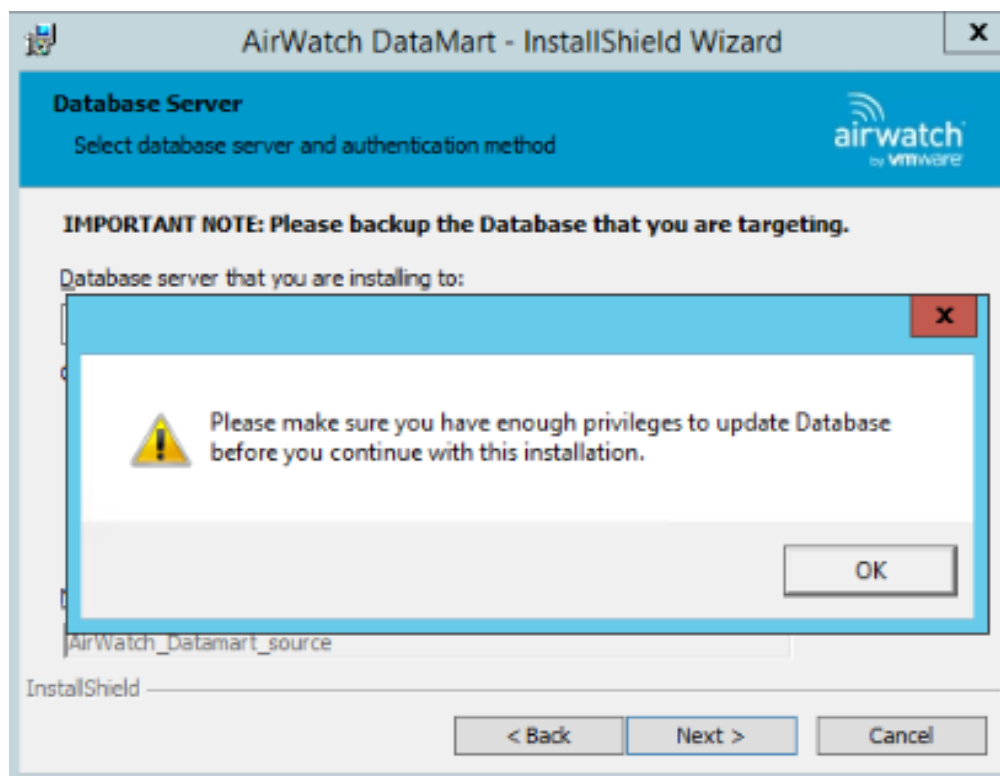 AirWatch DataMart - InstallShield Wizard
Database Server
Select database server and authentication method
airwatch
by vmware
IMPORTANT NOTE: Please backup the Database that you are targeting.
Database server that you are installing to:
Please make sure you have enough privileges to update Database
before you continue with this installation.
OK
AirWatch_Datamart_source
InstallShield
< Back
Next >
Cancel